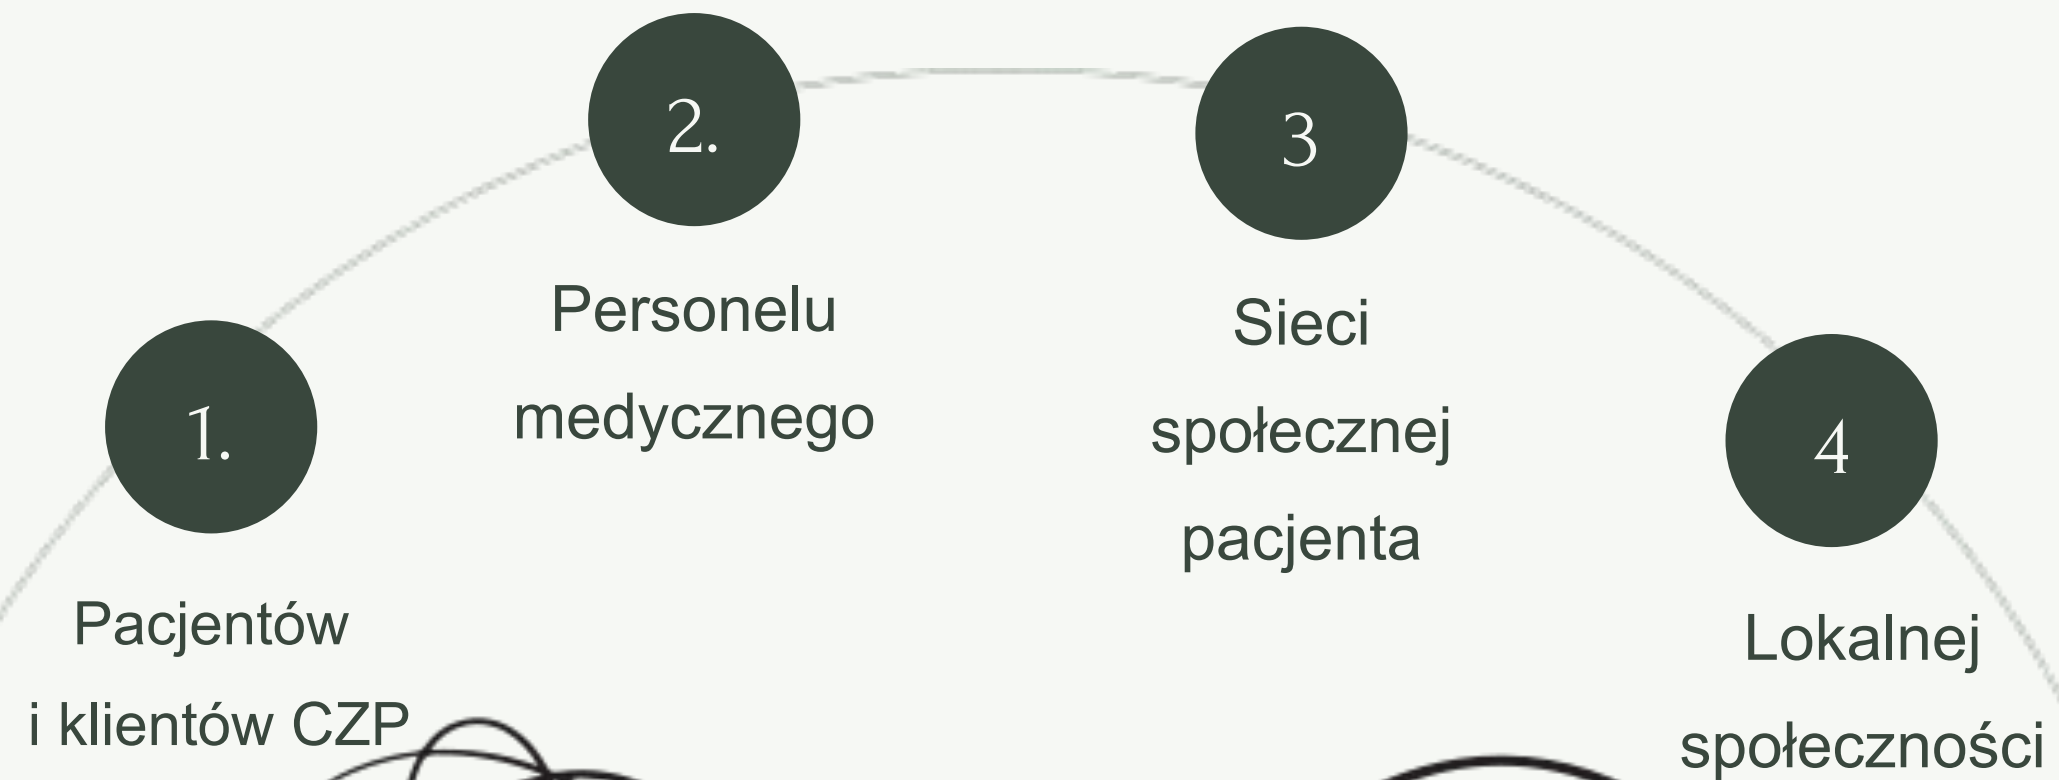 1.
Pacjentów
i klientów CZP
2.
Personelu
medycznego
3
Sieci
społecznej
pacjenta
4
Lokalnej
społeczności